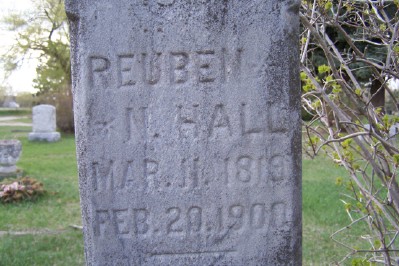 REUBEN
N. HALL
MAR. 11. 1819
FEB. 20. 1900